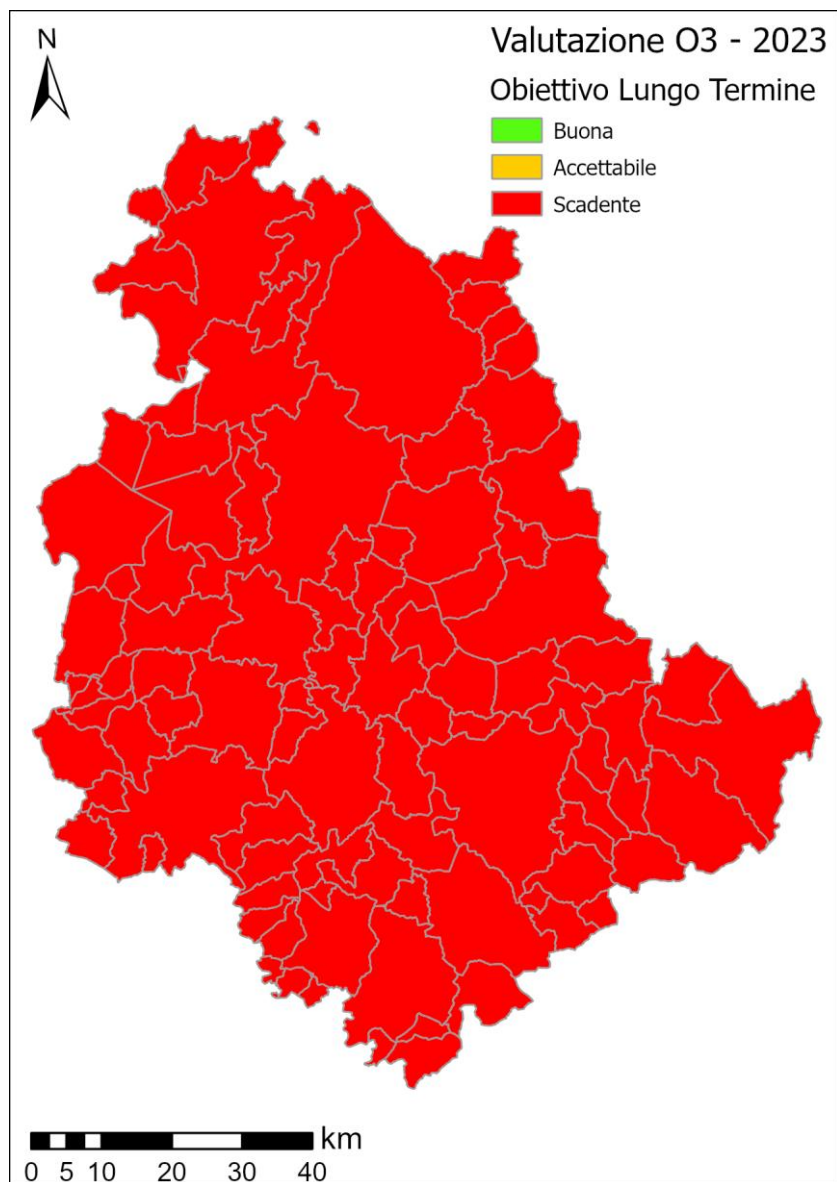 N
Valutazione O3 - 2023
Obiettivo Lungo Termine
Buona
Accettabile
Scadente
km
0 5 10 20 30 40